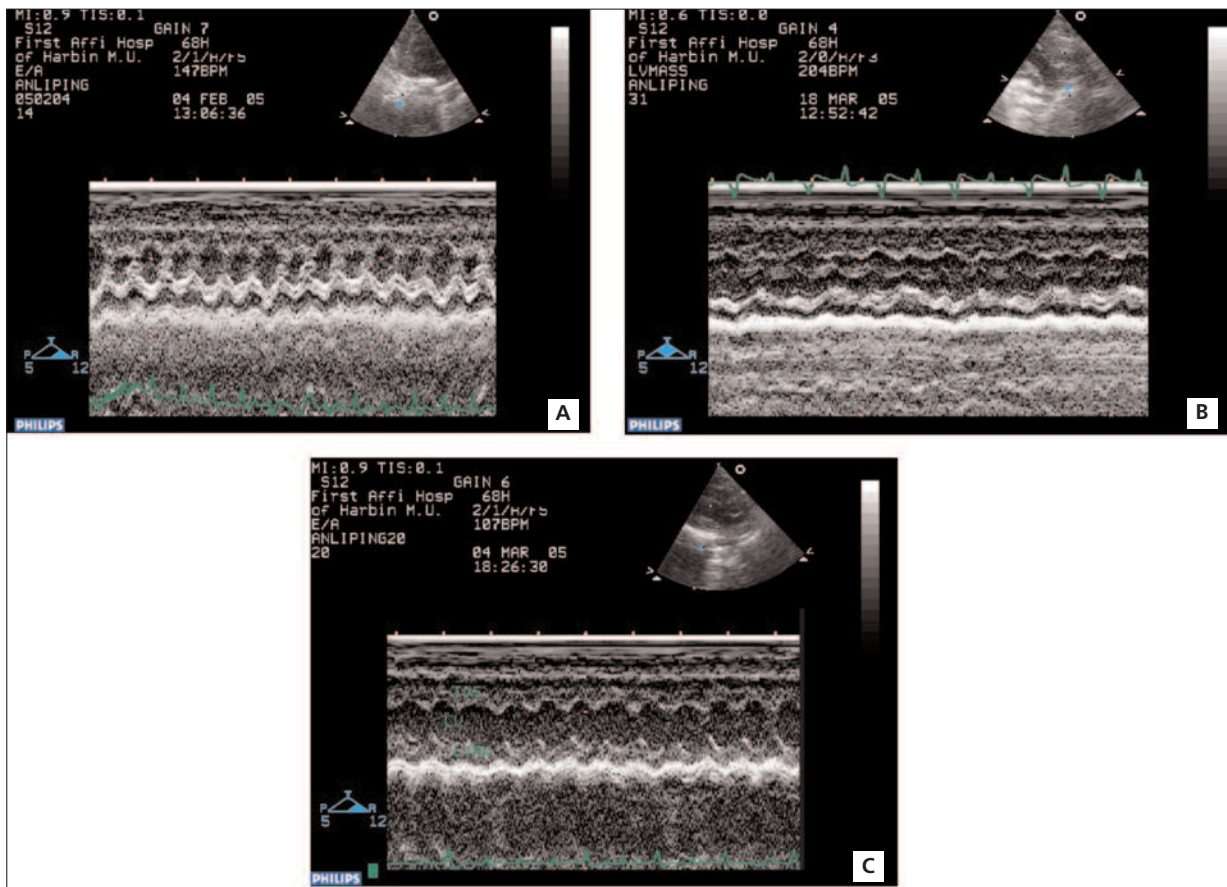 MI:0.9 TIS:0.1
S12 GAIN 7
First Affi Hosp 68H
of Harbin M.U.
E/A 147BPM
ANLIPING
050204 04 FEB 05
14 13:06:36
P R
5 12
PHILIPS
A
MI:0.6 TIS:0.0
S12 GAIN 4
First Affi Hosp 68H
of Harbin M.U.
LVMASS 204BPM
ANLIPING
31 18 MAR 05
12:52:42
P R
5 12
PHILIPS
B
MI:0.9 TIS:0.1
S12 GAIN 6
First Affi Hosp 68H
of Harbin M.U.
E/A 107BPM
ANLIPING20
20 04 MAR 05
18:26:30
P R
5 12
PHILIPS
C